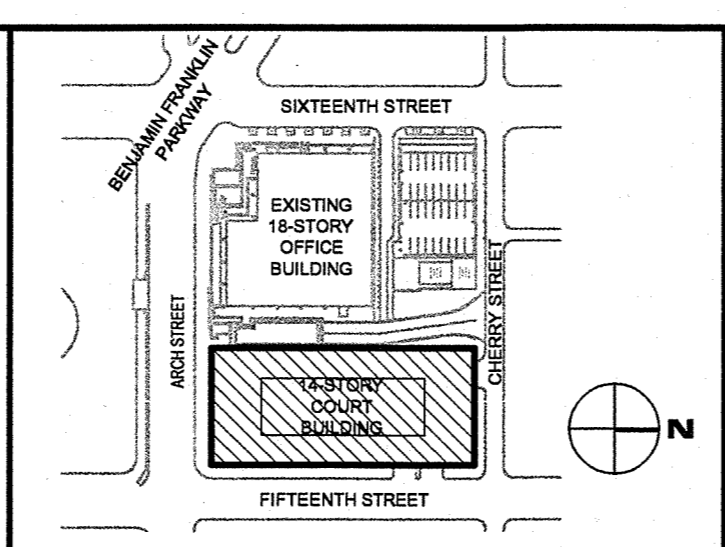 BENJAMIN FRANKLIN
PARKWAY
SIXTEENTH STREET
EXISTING
18-STORY
OFFICE
BUILDING
ARCH STREET
CHERRY STREET
14-STORY
COURT
BUILDING
N
FIFTEENTH STREET